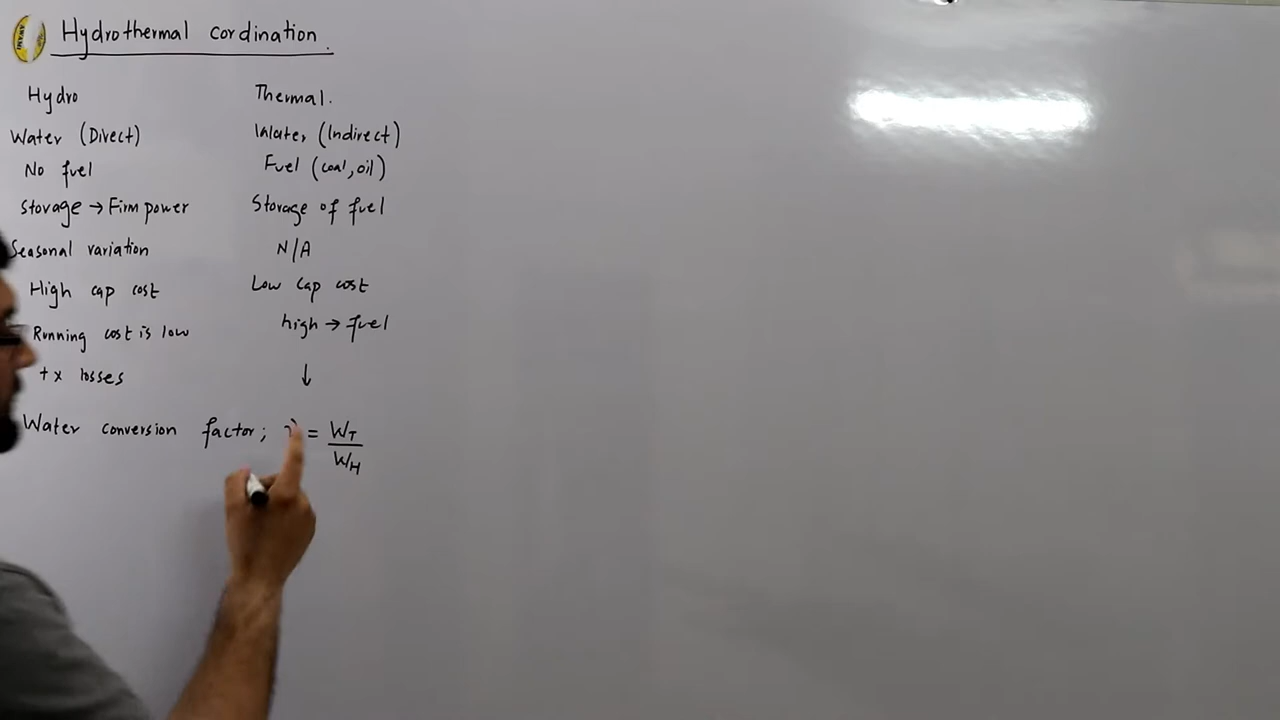 Hydrothermal cordination.
Hydro Thermal.
Water (Direct) Water (Indirect)
No fuel Fuel (coal, oil)
Storage → Firm power Storage of fuel
Seasonal variation N/A
High cap cost Low cap cost
Running cost is low high → fuel
tx losses ↓
Water conversion factor; = W_T / W_H